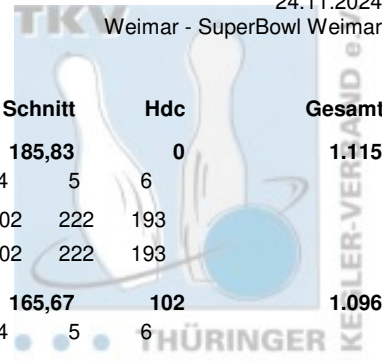 24.11.2024
TKV
Weimar - SuperBowl Weimar
Schnitt Hdc Gesamt
185,83 0 1.115
4 5 6
02 222 193
02 222 193
165,67 102 1.096
4 5 6
THÜRINGER
KEGLER-VERBAND e